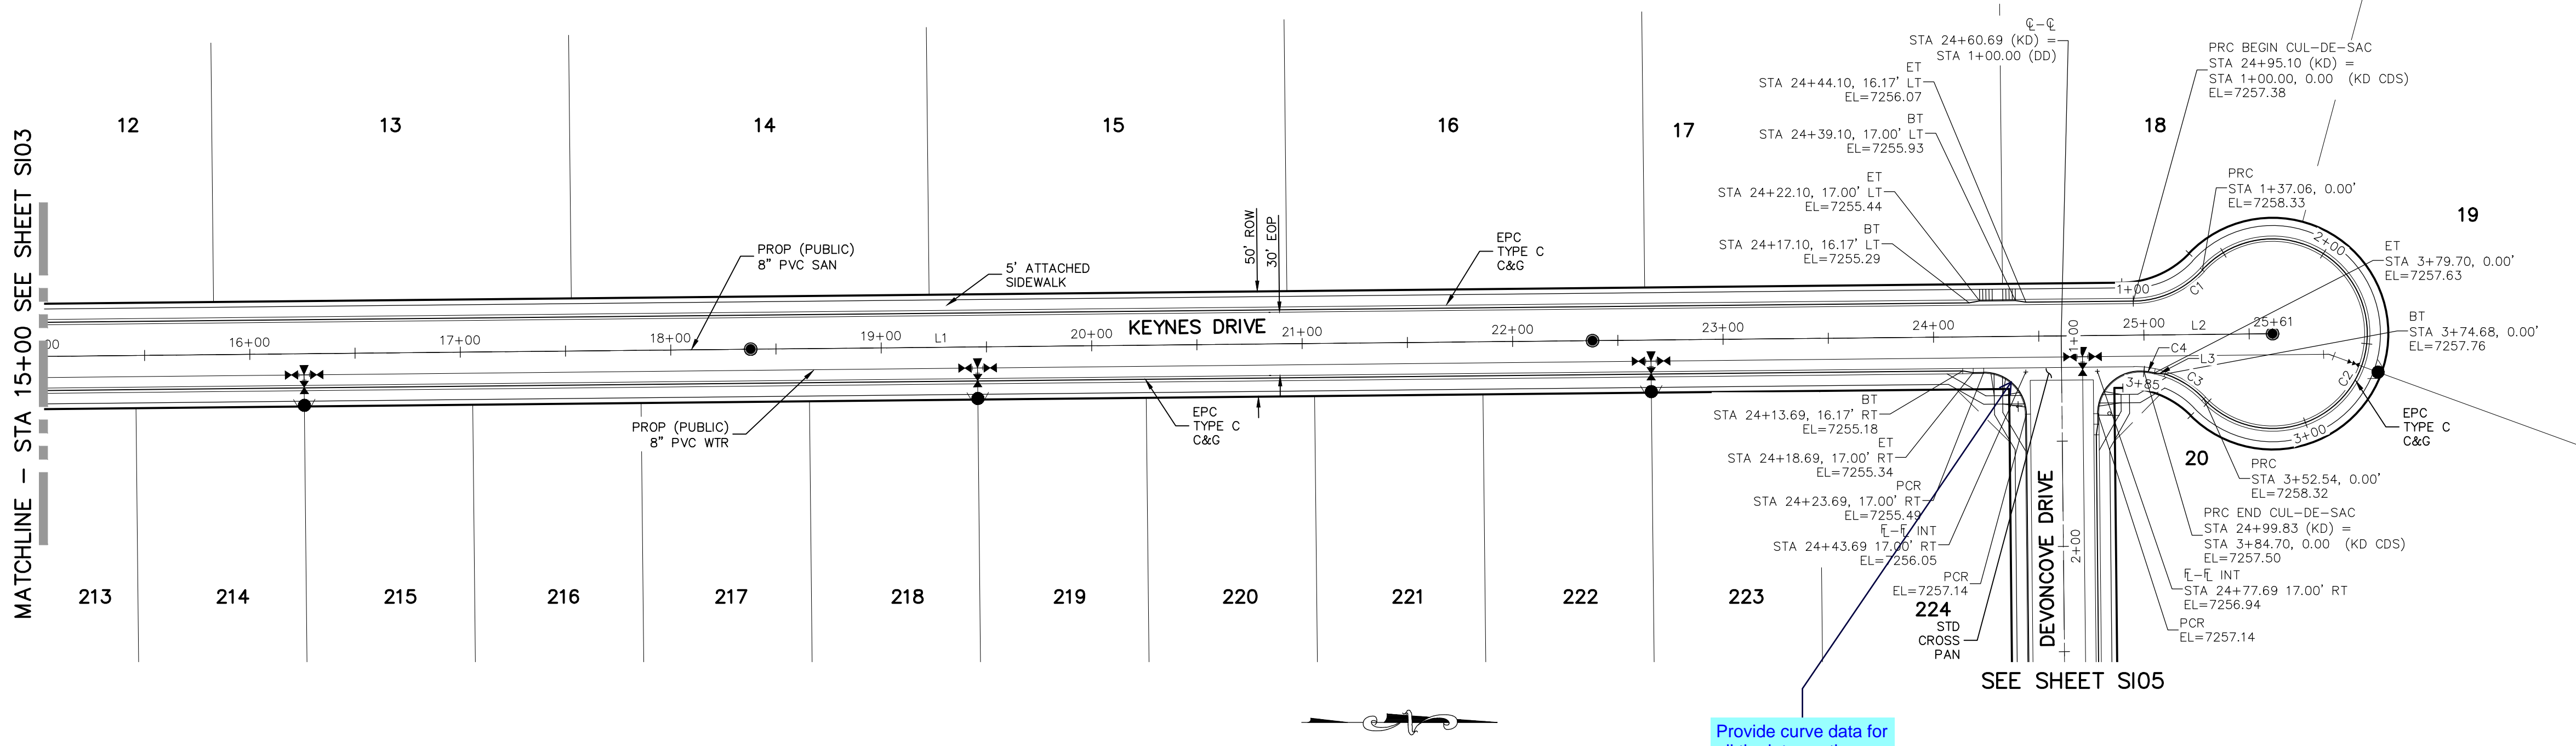 MATCHLINE - STA 15+00 SEE SHEET SI03
12
13
14
15
16
17
18
19
20
PROP (PUBLIC)
8" PVC SAN
5' ATTACHED
SIDEWALK
50' ROW
30' EOP
EPC
TYPE C
C&G
KEYNES DRIVE
00
16+00
17+00
18+00
19+00
L1
20+00
21+00
22+00
23+00
24+00
25+00
L2
25+61
℄-℄
STA 24+60.69 (KD) =
STA 1+00.00 (DD)
ET
STA 24+44.10, 16.17' LT
EL=7256.07
BT
STA 24+39.10, 17.00' LT
EL=7255.93
ET
STA 24+22.10, 17.00' LT
EL=7255.44
BT
STA 24+17.10, 16.17' LT
EL=7255.29
PRC BEGIN CUL-DE-SAC
STA 24+95.10 (KD) =
STA 1+00.00, 0.00 (KD CDS)
EL=7257.38
PRC
STA 1+37.06, 0.00'
EL=7258.33
ET
STA 3+79.70, 0.00'
EL=7257.63
BT
STA 3+74.68, 0.00'
EL=7257.76
1+00
C1
2+00
C2
3+00
C3
C4
L3
3+85
1+00
2+00
EPC
TYPE C
C&G
PRC
STA 3+52.54, 0.00'
EL=7258.32
PRC END CUL-DE-SAC
STA 24+99.83 (KD) =
STA 3+84.70, 0.00 (KD CDS)
EL=7257.50
FL-FL INT
STA 24+77.69 17.00' RT
EL=7256.94
PCR
EL=7257.14
BT
STA 24+13.69, 16.17' RT
EL=7255.18
ET
STA 24+18.69, 17.00' RT
EL=7255.34
PCR
STA 24+23.69, 17.00' RT
EL=7255.49
FL-FL INT
STA 24+43.69 17.00' RT
EL=7256.05
PCR
EL=7257.14
STD
CROSS
PAN
DEVONCOVE DRIVE
SEE SHEET SI05
PROP (PUBLIC)
8" PVC WTR
EPC
TYPE C
C&G
213
214
215
216
217
218
219
220
221
222
223
224
Provide curve data for